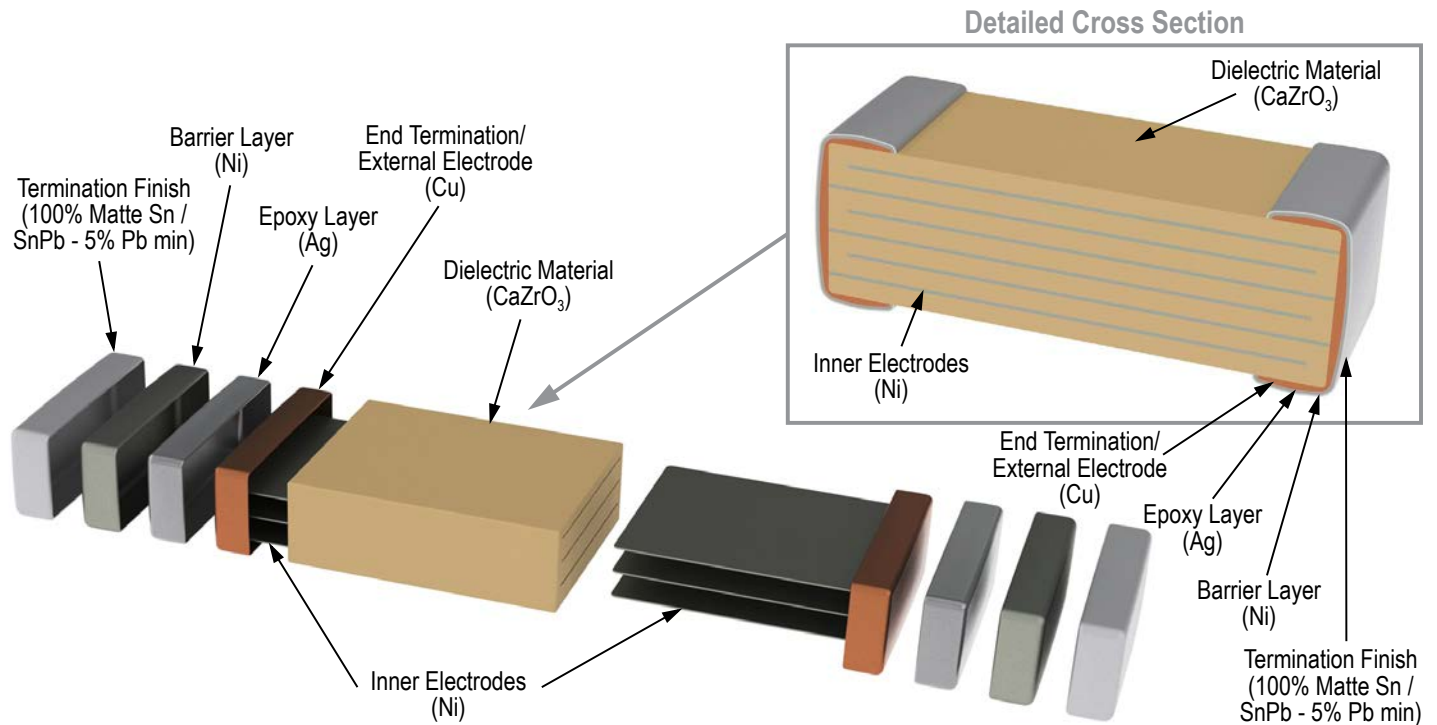 Detailed Cross Section
Dielectric Material
(CaZrO₃)
Inner Electrodes
(Ni)
End Termination/
External Electrode
(Cu)
Epoxy Layer
(Ag)
Barrier Layer
(Ni)
Termination Finish
(100% Matte Sn /
SnPb - 5% Pb min)
Termination Finish
(100% Matte Sn /
SnPb - 5% Pb min)
Barrier Layer
(Ni)
Epoxy Layer
(Ag)
End Termination/
External Electrode
(Cu)
Dielectric Material
(CaZrO₃)
Inner Electrodes
(Ni)